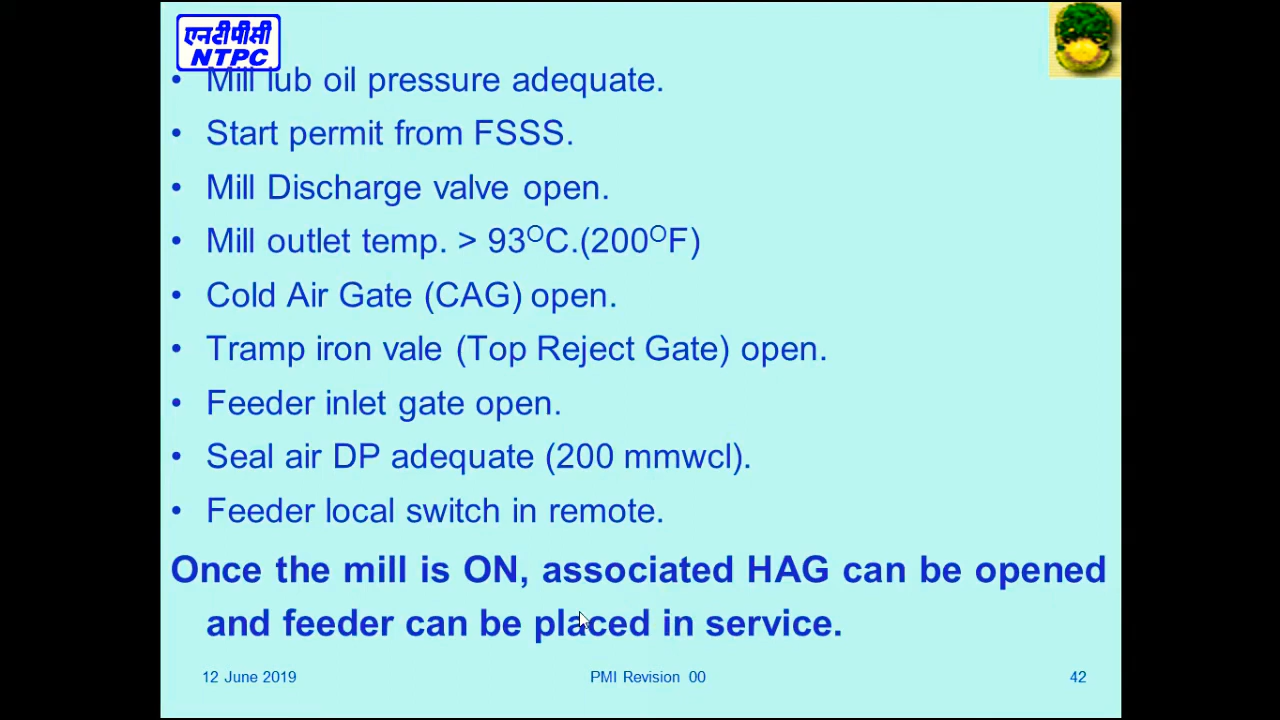 एनटीपीसी
NTPC
• Mill lub oil pressure adequate.
• Start permit from FSSS.
• Mill Discharge valve open.
• Mill outlet temp. > 93ᴼC.(200ᴼF)
• Cold Air Gate (CAG) open.
• Tramp iron vale (Top Reject Gate) open.
• Feeder inlet gate open.
• Seal air DP adequate (200 mmwcl).
• Feeder local switch in remote.
Once the mill is ON, associated HAG can be opened
and feeder can be placed in service.
12 June 2019 PMI Revision 00 42